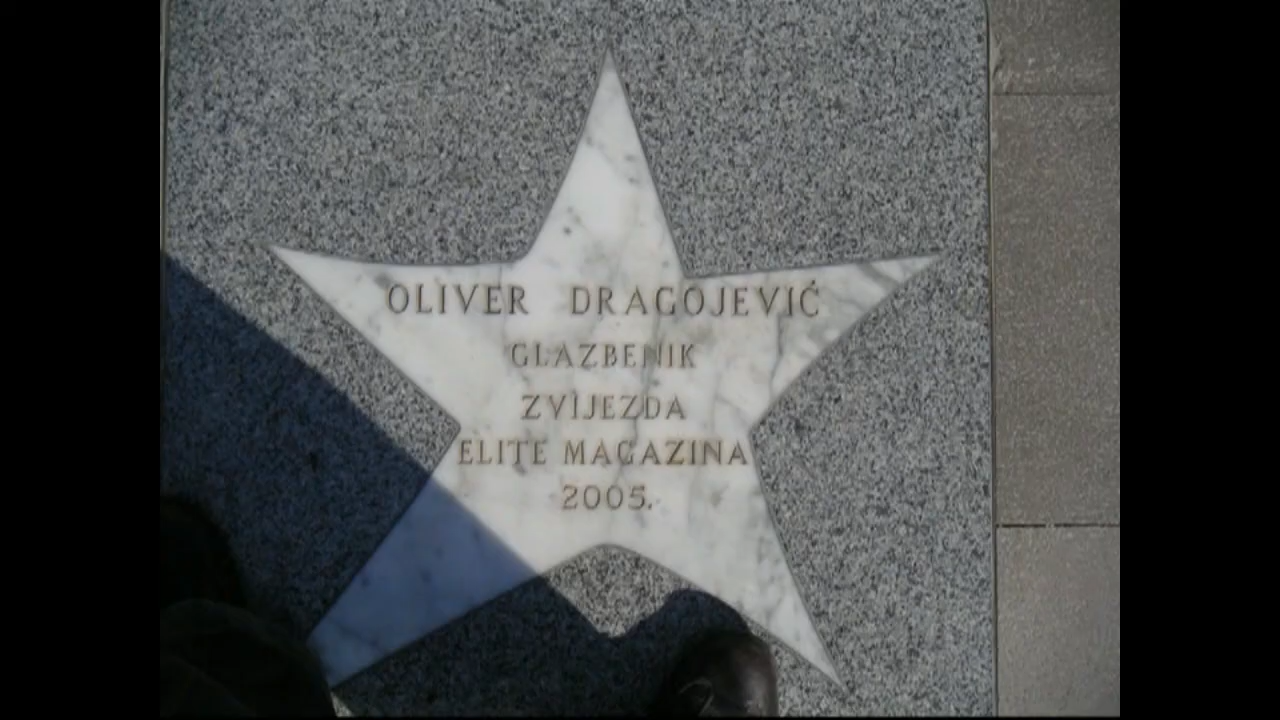 OLIVER DRAGOJEVIĆ
GLAZBENIK
ZVIJEZDA
ELITE MAGAZINA
2005.